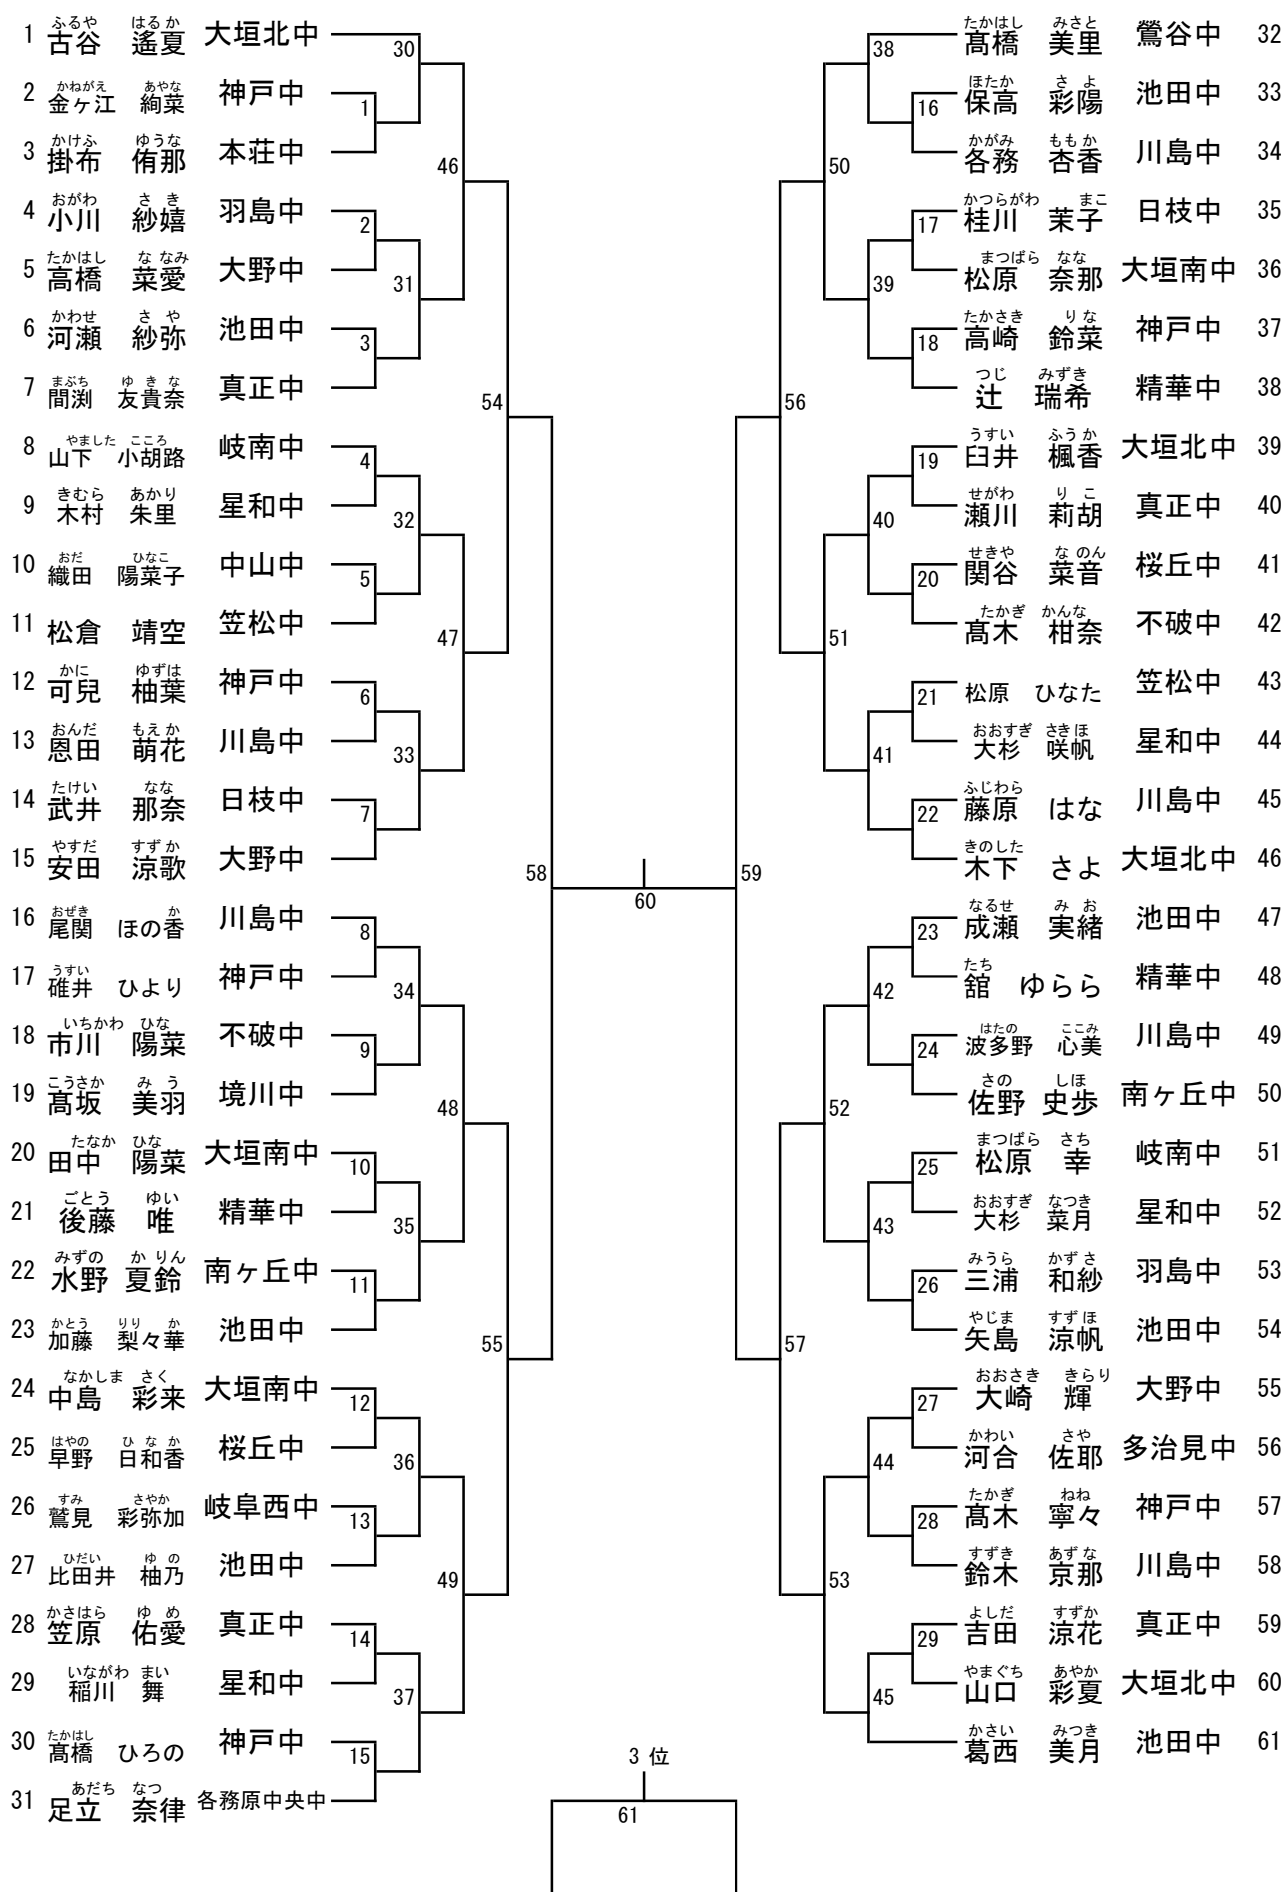 ふるや はるか
1 古谷 遙夏 大垣北中
かねがえ あやな
2 金ヶ江 絢菜 神戸中
かけふ ゆうな
3 掛布 侑那 本荘中
おがわ さき
4 小川 紗嬉 羽島中
たかはし ななみ
5 高橋 菜愛 大野中
かわせ さや
6 河瀬 紗弥 池田中
まぶち ゆきな
7 間渕 友貴奈 真正中
やました こころ
8 山下 小胡路 岐南中
きむら あかり
9 木村 朱里 星和中
おだ ひなこ
10 織田 陽菜子 中山中
11 松倉 靖空 笠松中
かに ゆずは
12 可兒 柚葉 神戸中
おんだ もえか
13 恩田 萌花 川島中
たけい なな
14 武井 那奈 日枝中
やすだ すずか
15 安田 涼歌 大野中
おぜき か
16 尾関 ほの香 川島中
うすい
17 碓井 ひより 神戸中
いちかわ ひな
18 市川 陽菜 不破中
こうさか みう
19 髙坂 美羽 境川中
たなか ひな
20 田中 陽菜 大垣南中
ごとう ゆい
21 後藤 唯 精華中
みずの かりん
22 水野 夏鈴 南ヶ丘中
かとう りりか
23 加藤 梨々華 池田中
なかしま さく
24 中島 彩来 大垣南中
はやの ひなか
25 早野 日和香 桜丘中
すみ さやか
26 鷲見 彩弥加 岐阜西中
ひだい ゆの
27 比田井 柚乃 池田中
かさはら ゆめ
28 笠原 佑愛 真正中
いながわ まい
29 稲川 舞 星和中
たかはし
30 髙橋 ひろの 神戸中
あだち なつ
31 足立 奈律 各務原中央中
30
1
46
2
31
3
54
4
32
5
47
6
33
7
58
8
34
9
48
10
35
11
55
12
36
13
49
14
37
15
60
3 位
61
38
16
50
17
39
18
56
19
40
20
51
21
41
22
59
23
42
24
52
25
43
26
57
27
44
28
53
29
45
たかはし みさと
髙橋 美里 鶯谷中 32
ほたか さよ
保高 彩陽 池田中 33
かがみ ももか
各務 杏香 川島中 34
かつらがわ まこ
桂川 茉子 日枝中 35
まつばら なな
松原 奈那 大垣南中 36
たかさき りな
高崎 鈴菜 神戸中 37
つじ みずき
辻 瑞希 精華中 38
うすい ふうか
臼井 楓香 大垣北中 39
せがわ りこ
瀬川 莉胡 真正中 40
せきや なのん
関谷 菜音 桜丘中 41
たかぎ かんな
髙木 柑奈 不破中 42
松原 ひなた 笠松中 43
おおすぎ さきほ
大杉 咲帆 星和中 44
ふじわら
藤原 はな 川島中 45
きのした
木下 さよ 大垣北中 46
なるせ みお
成瀬 実緒 池田中 47
たち
舘 ゆらら 精華中 48
はたの ここみ
波多野 心美 川島中 49
さの しほ
佐野 史歩 南ヶ丘中 50
まつばら さち
松原 幸 岐南中 51
おおすぎ なつき
大杉 菜月 星和中 52
みうら かずさ
三浦 和紗 羽島中 53
やじま すずほ
矢島 涼帆 池田中 54
おおさき きらり
大崎 輝 大野中 55
かわい さや
河合 佐耶 多治見中 56
たかぎ ねね
髙木 寧々 神戸中 57
すずき あずな
鈴木 京那 川島中 58
よしだ すずか
吉田 涼花 真正中 59
やまぐち あやか
山口 彩夏 大垣北中 60
かさい みつき
葛西 美月 池田中 61